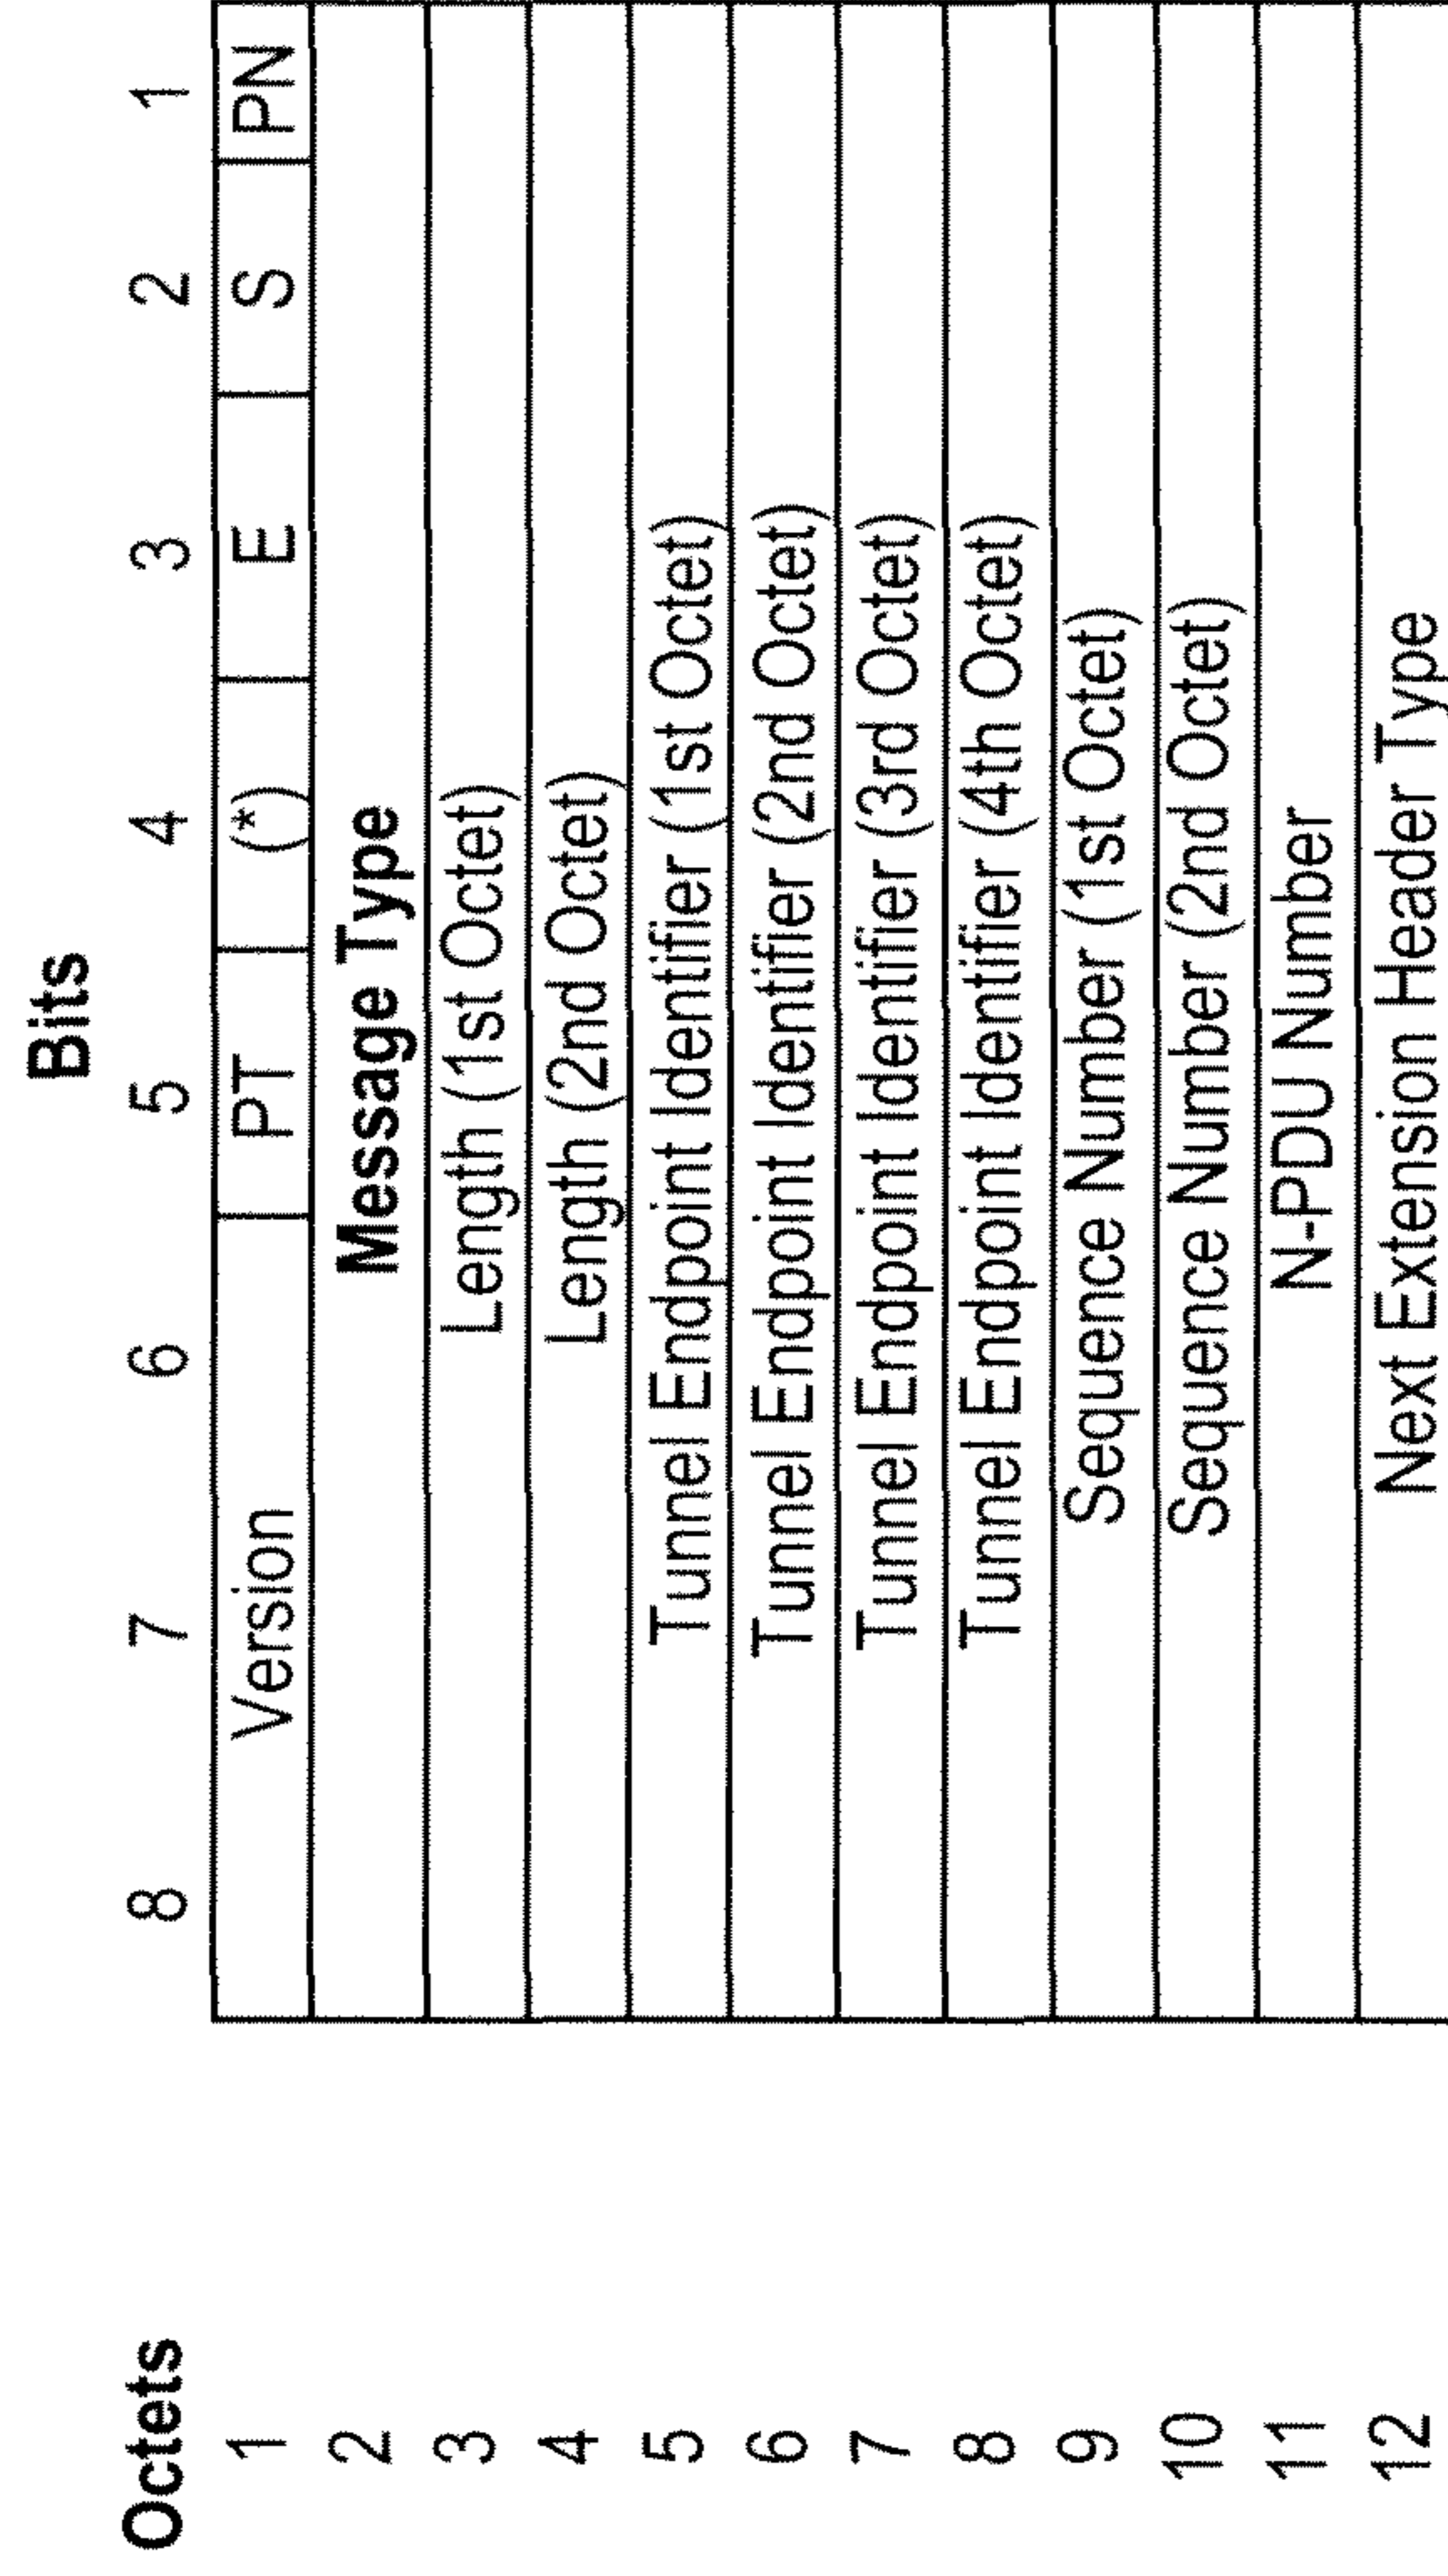 Bits
Octets 8 7 6 5 4 3 2 1
1 Version PT (*) E S PN
2 Message Type
3 Length (1st Octet)
4 Length (2nd Octet)
5 Tunnel Endpoint Identifier (1st Octet)
6 Tunnel Endpoint Identifier (2nd Octet)
7 Tunnel Endpoint Identifier (3rd Octet)
8 Tunnel Endpoint Identifier (4th Octet)
9 Sequence Number (1st Octet)
10 Sequence Number (2nd Octet)
11 N-PDU Number
12 Next Extension Header Type